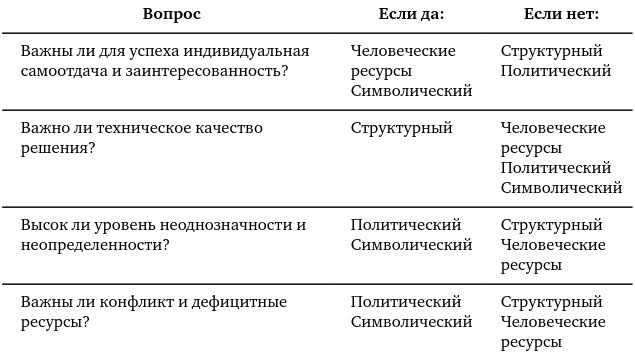 Вопрос Если да: Если нет:
Важны ли для успеха индивидуальная Человеческие Структурный
самоотдача и заинтересованность? ресурсы Политический
Символический
Важно ли техническое качество Структурный Человеческие
решения? ресурсы
Политический
Символический
Высок ли уровень неоднозначности и Политический Структурный
неопределенности? Символический Человеческие
ресурсы
Важны ли конфликт и дефицитные Политический Структурный
ресурсы? Символический Человеческие
ресурсы